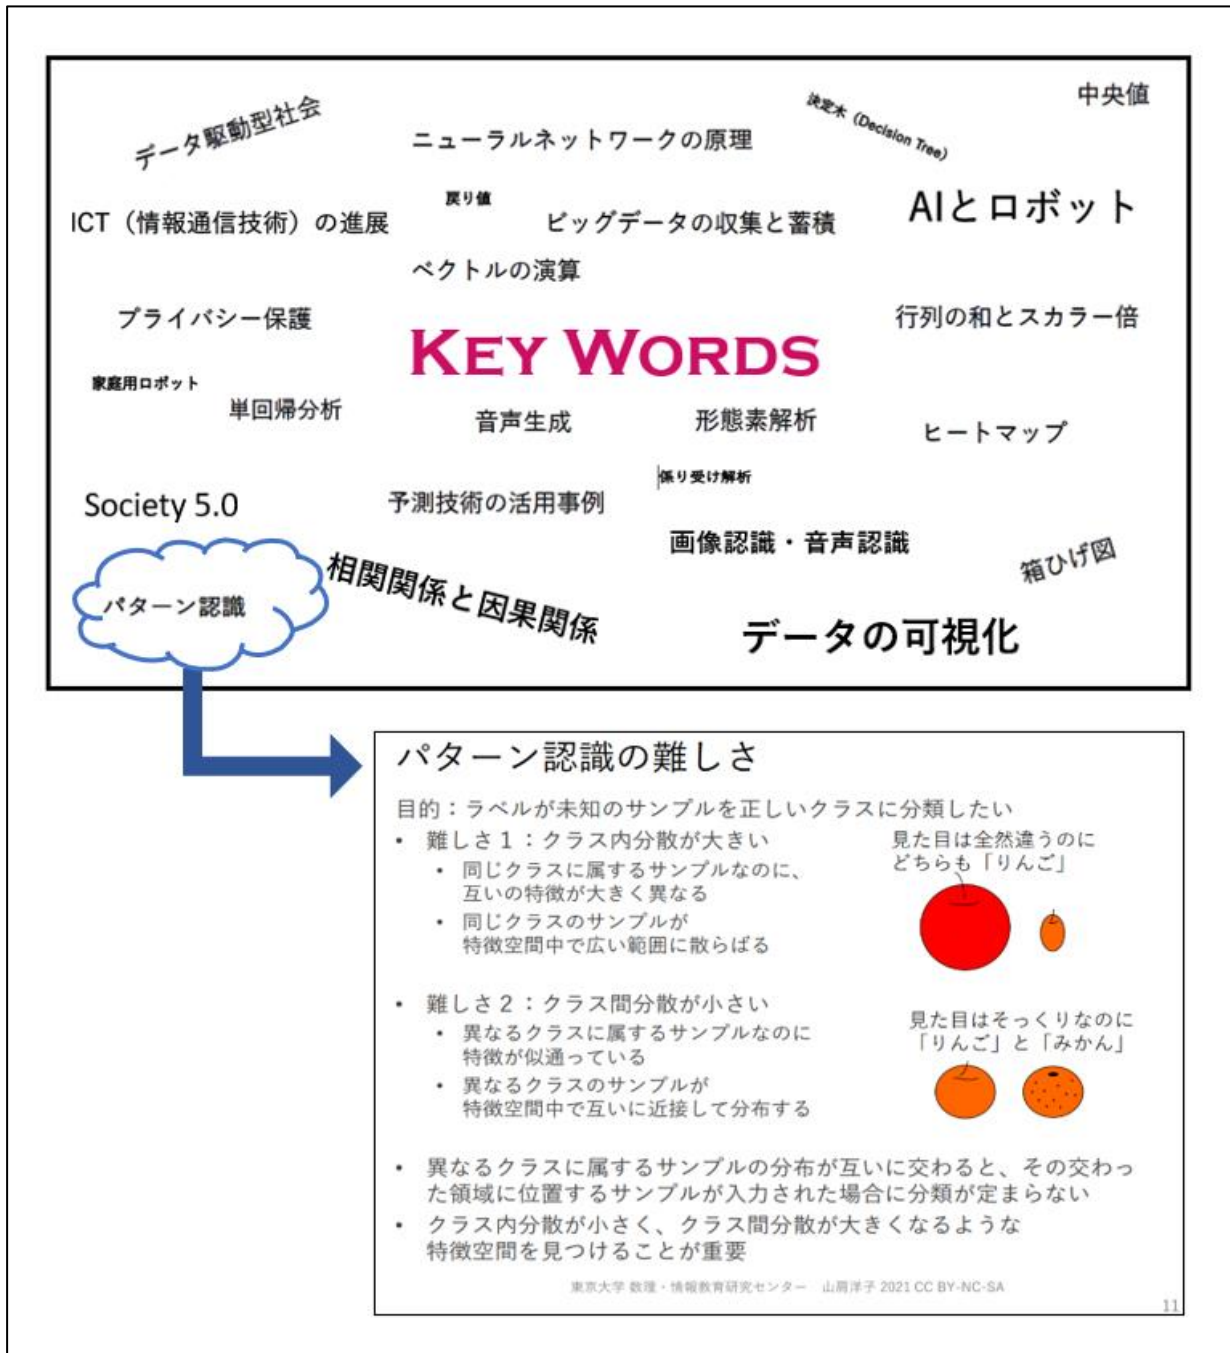 データ駆動型社会
ニューラルネットワークの原理
決定木（Decision Tree）
中央値
ICT（情報通信技術）の進展
戻り値
ビッグデータの収集と蓄積
AIとロボット
ベクトルの演算
プライバシー保護
KEY WORDS
行列の和とスカラー倍
家庭用ロボット
単回帰分析
音声生成
形態素解析
ヒートマップ
係り受け解析
Society 5.0
予測技術の活用事例
画像認識・音声認識
箱ひげ図
パターン認識
相関関係と因果関係
データの可視化
パターン認識の難しさ
目的：ラベルが未知のサンプルを正しいクラスに分類したい
• 難しさ１：クラス内分散が大きい
• 同じクラスに属するサンプルなのに、
互いの特徴が大きく異なる
• 同じクラスのサンプルが
特徴空間中で広い範囲に散らばる
見た目は全然違うのに
どちらも「りんご」
• 難しさ２：クラス間分散が小さい
• 異なるクラスに属するサンプルなのに
特徴が似通っている
• 異なるクラスのサンプルが
特徴空間中で互いに近接して分布する
見た目はそっくりなのに
「りんご」と「みかん」
• 異なるクラスに属するサンプルの分布が互いに交わると、その交わっ
た領域に位置するサンプルが入力された場合に分類が定まらない
• クラス内分散が小さく、クラス間分散が大きくなるような
特徴空間を見つけることが重要
東京大学 数理・情報教育研究センター 山肩洋子 2021 CC BY-NC-SA
11